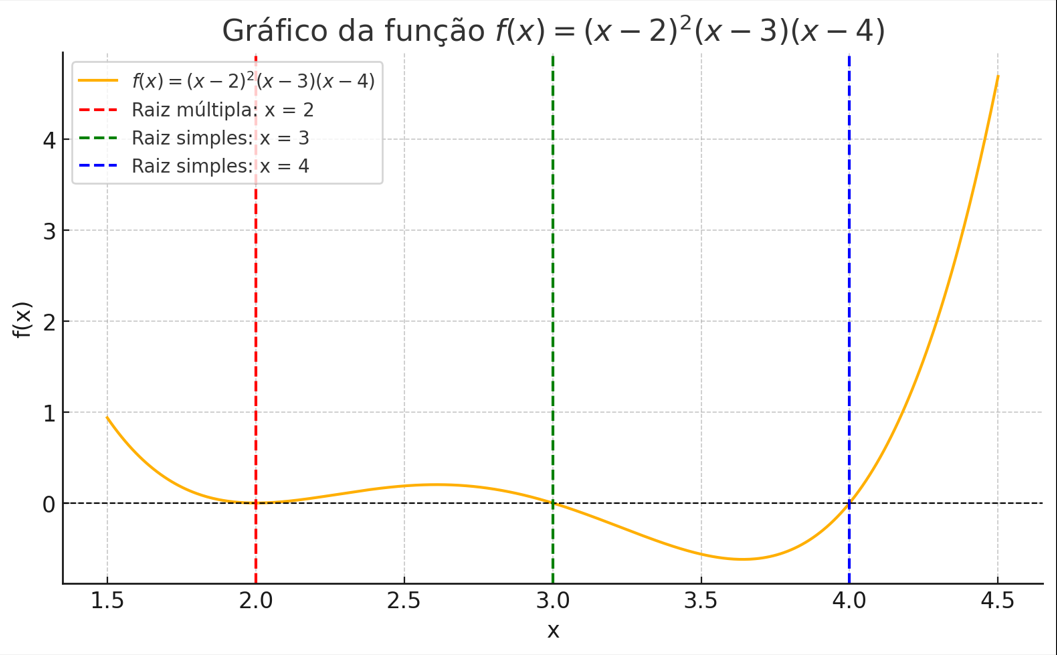 Gráfico da função f(x) = (x − 2)²(x − 3)(x − 4)
f(x) = (x − 2)²(x − 3)(x − 4)
Raiz múltipla: x = 2
Raiz simples: x = 3
Raiz simples: x = 4
4
3
2
1
0
f(x)
1.5 2.0 2.5 3.0 3.5 4.0 4.5
x